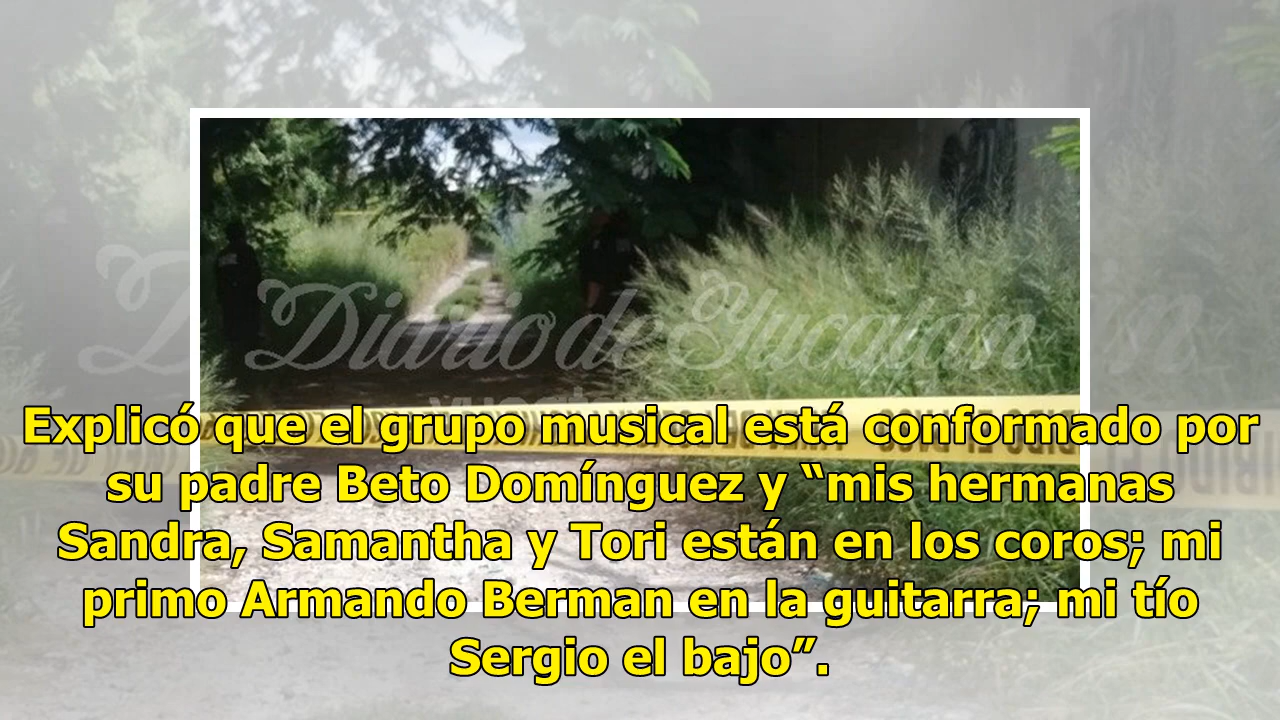 Diario de Yucatán
Explicó que el grupo musical está conformado por
su padre Beto Domínguez y “mis hermanas
Sandra, Samantha y Tori están en los coros; mi
primo Armando Berman en la guitarra; mi tío
Sergio el bajo”.